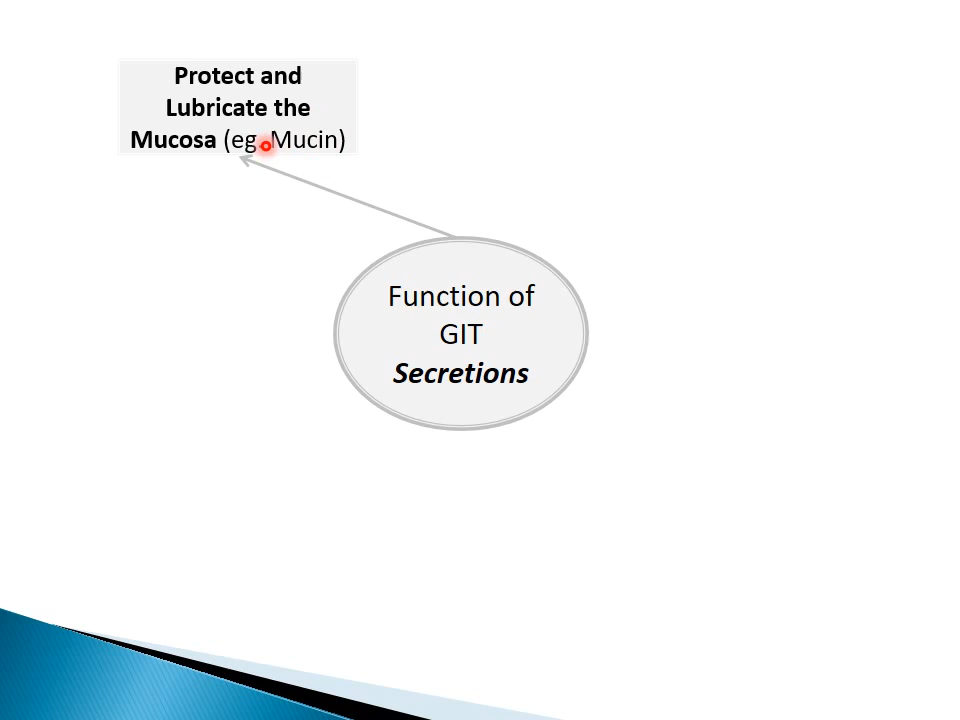 Protect and
Lubricate the
Mucosa (eg. Mucin)
Function of
GIT
Secretions